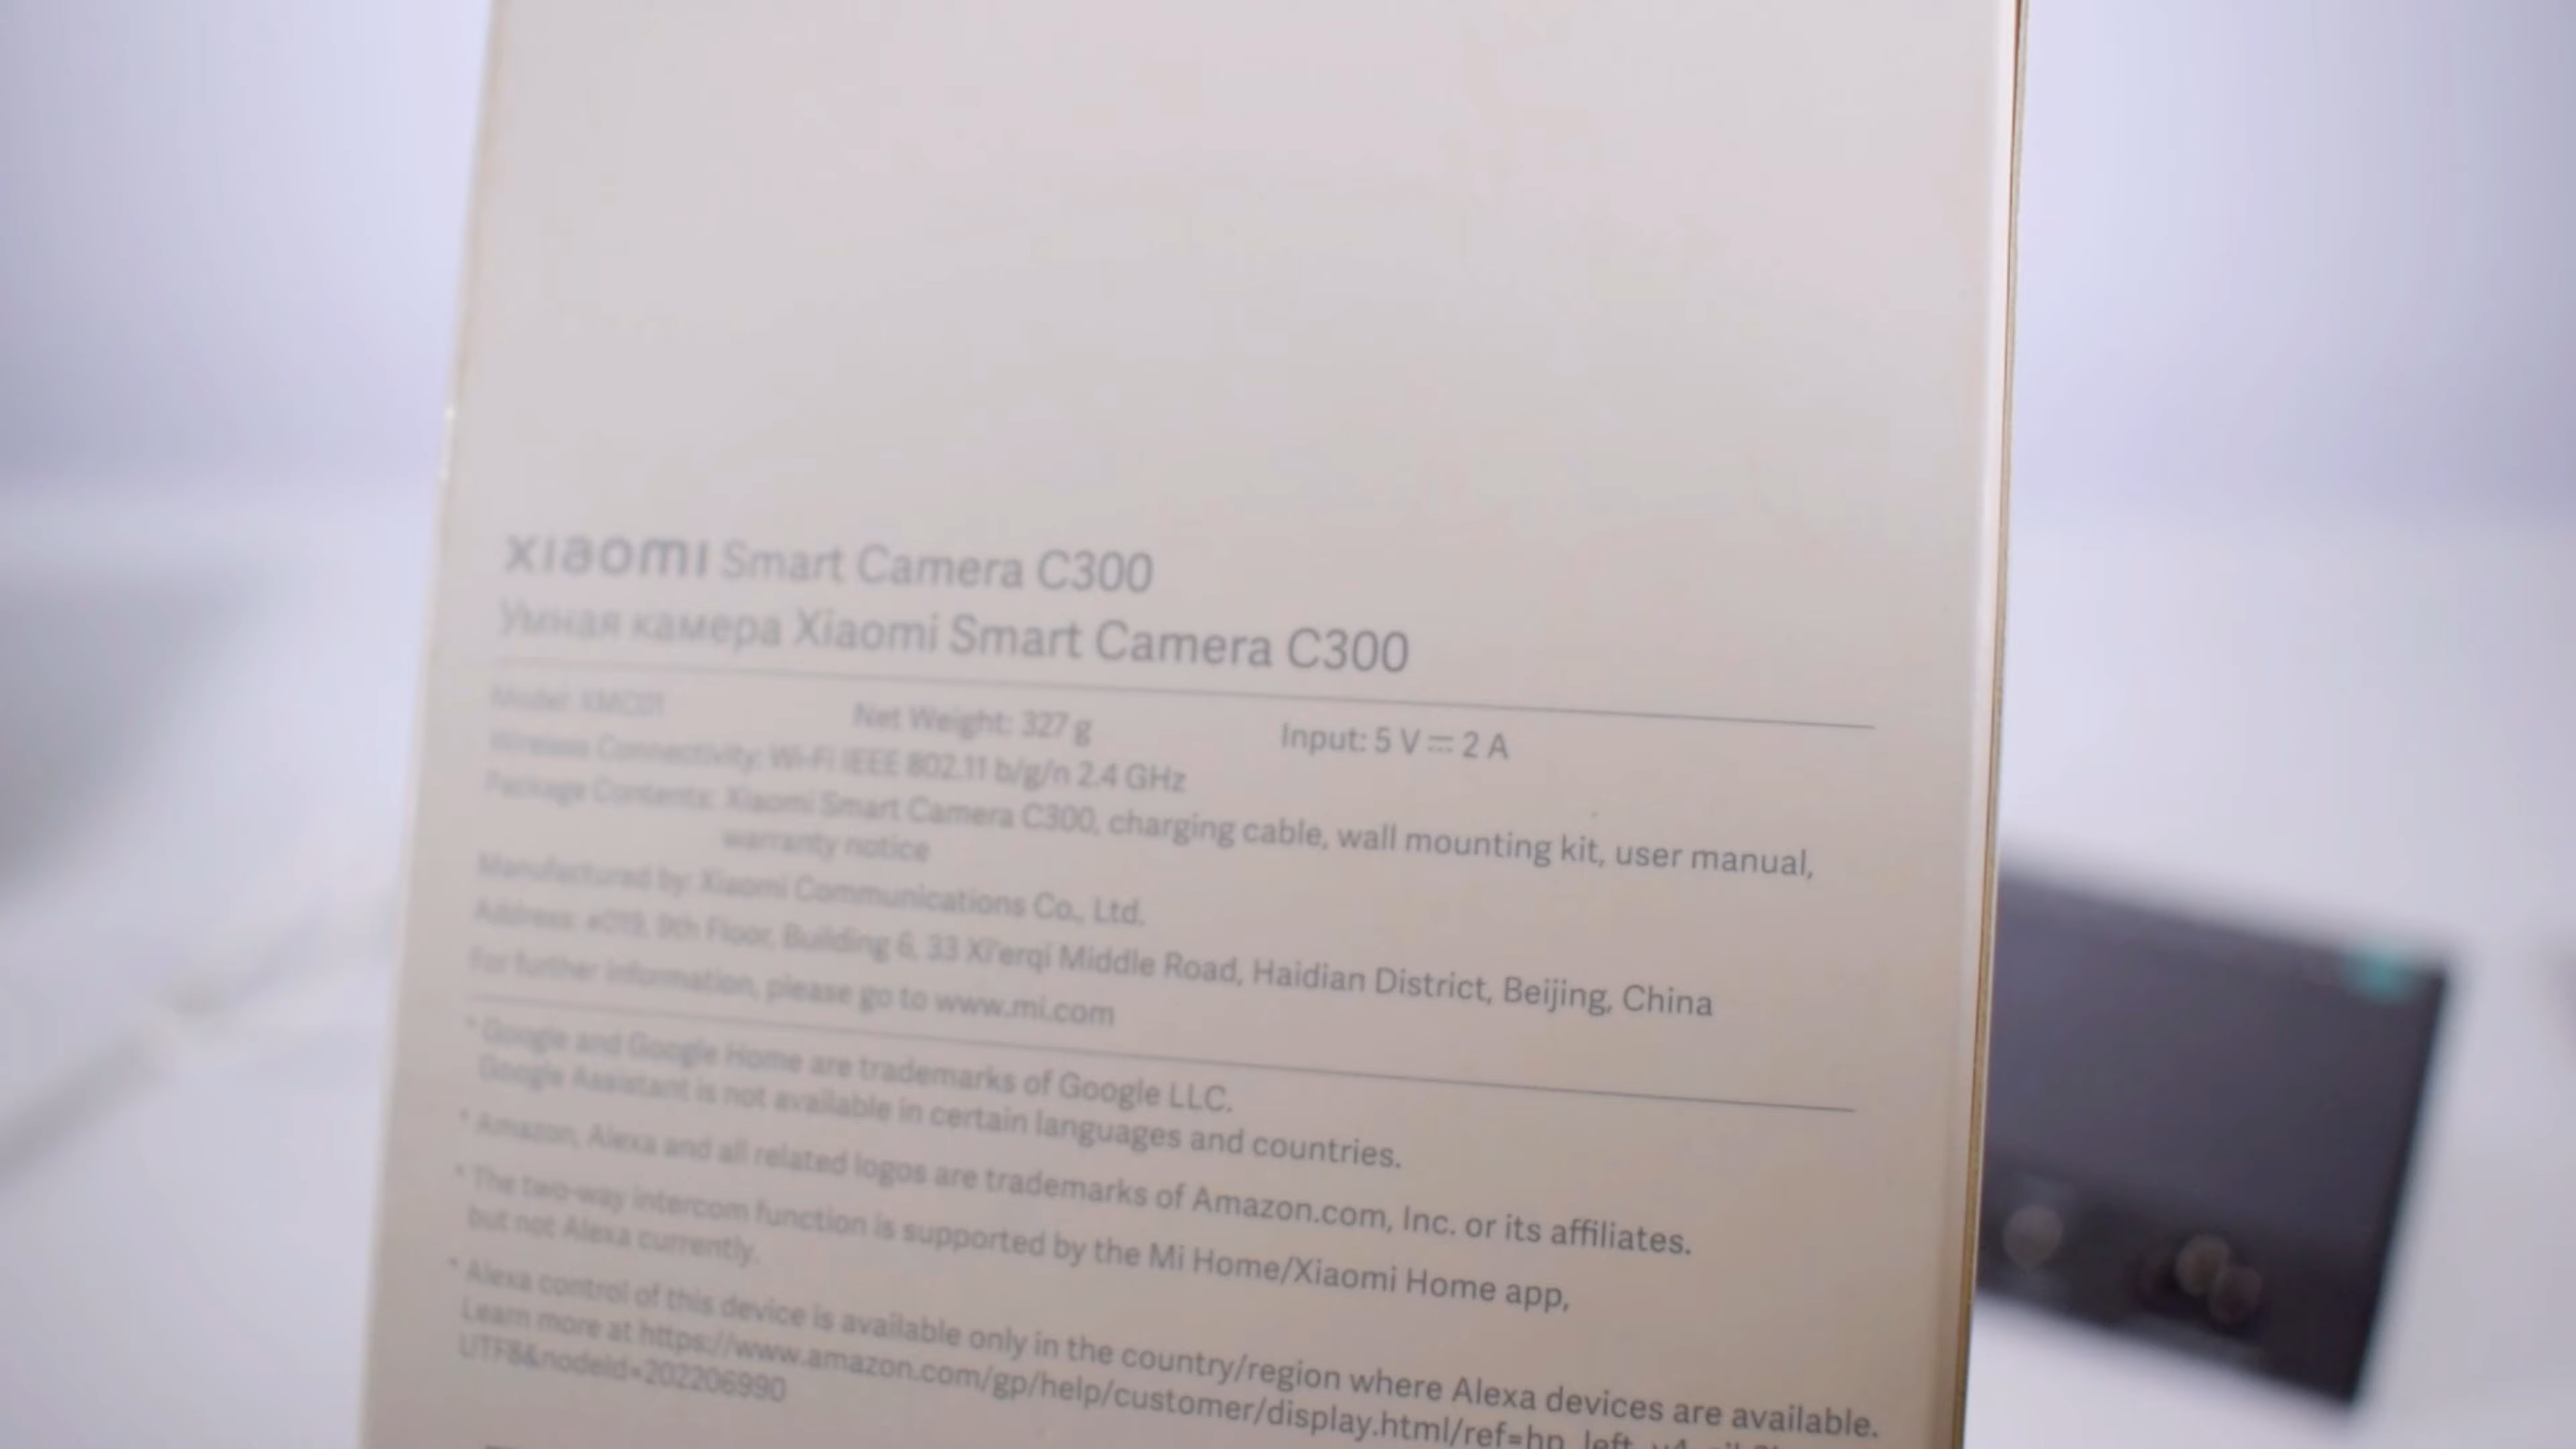 xiaomi Smart Camera C300
Умная камера Xiaomi Smart Camera C300
Model: XMC01 Net Weight: 327 g Input: 5 V⎓2 A
Wireless Connectivity: Wi-Fi IEEE 802.11 b/g/n 2.4 GHz
Package Contents: Xiaomi Smart Camera C300, charging cable, wall mounting kit, user manual,
warranty notice
Manufactured by: Xiaomi Communications Co., Ltd.
Address: #019, 9th Floor, Building 6, 33 Xi'erqi Middle Road, Haidian District, Beijing, China
For further information, please go to www.mi.com
* Google and Google Home are trademarks of Google LLC.
Google Assistant is not available in certain languages and countries.
* Amazon, Alexa and all related logos are trademarks of Amazon.com, Inc. or its affiliates.
* The two-way intercom function is supported by the Mi Home/Xiaomi Home app,
but not Alexa currently.
* Alexa control of this device is available only in the country/region where Alexa devices are available.
Learn more at https://www.amazon.com/gp/help/customer/display.html/ref=hp_left
UTF8&nodeId=202206990